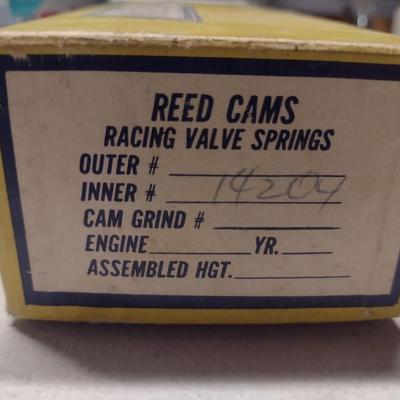 REED CAMS
RACING VALVE SPRINGS
OUTER #
INNER # 14204
CAM GRIND #
ENGINE YR.
ASSEMBLED HGT.